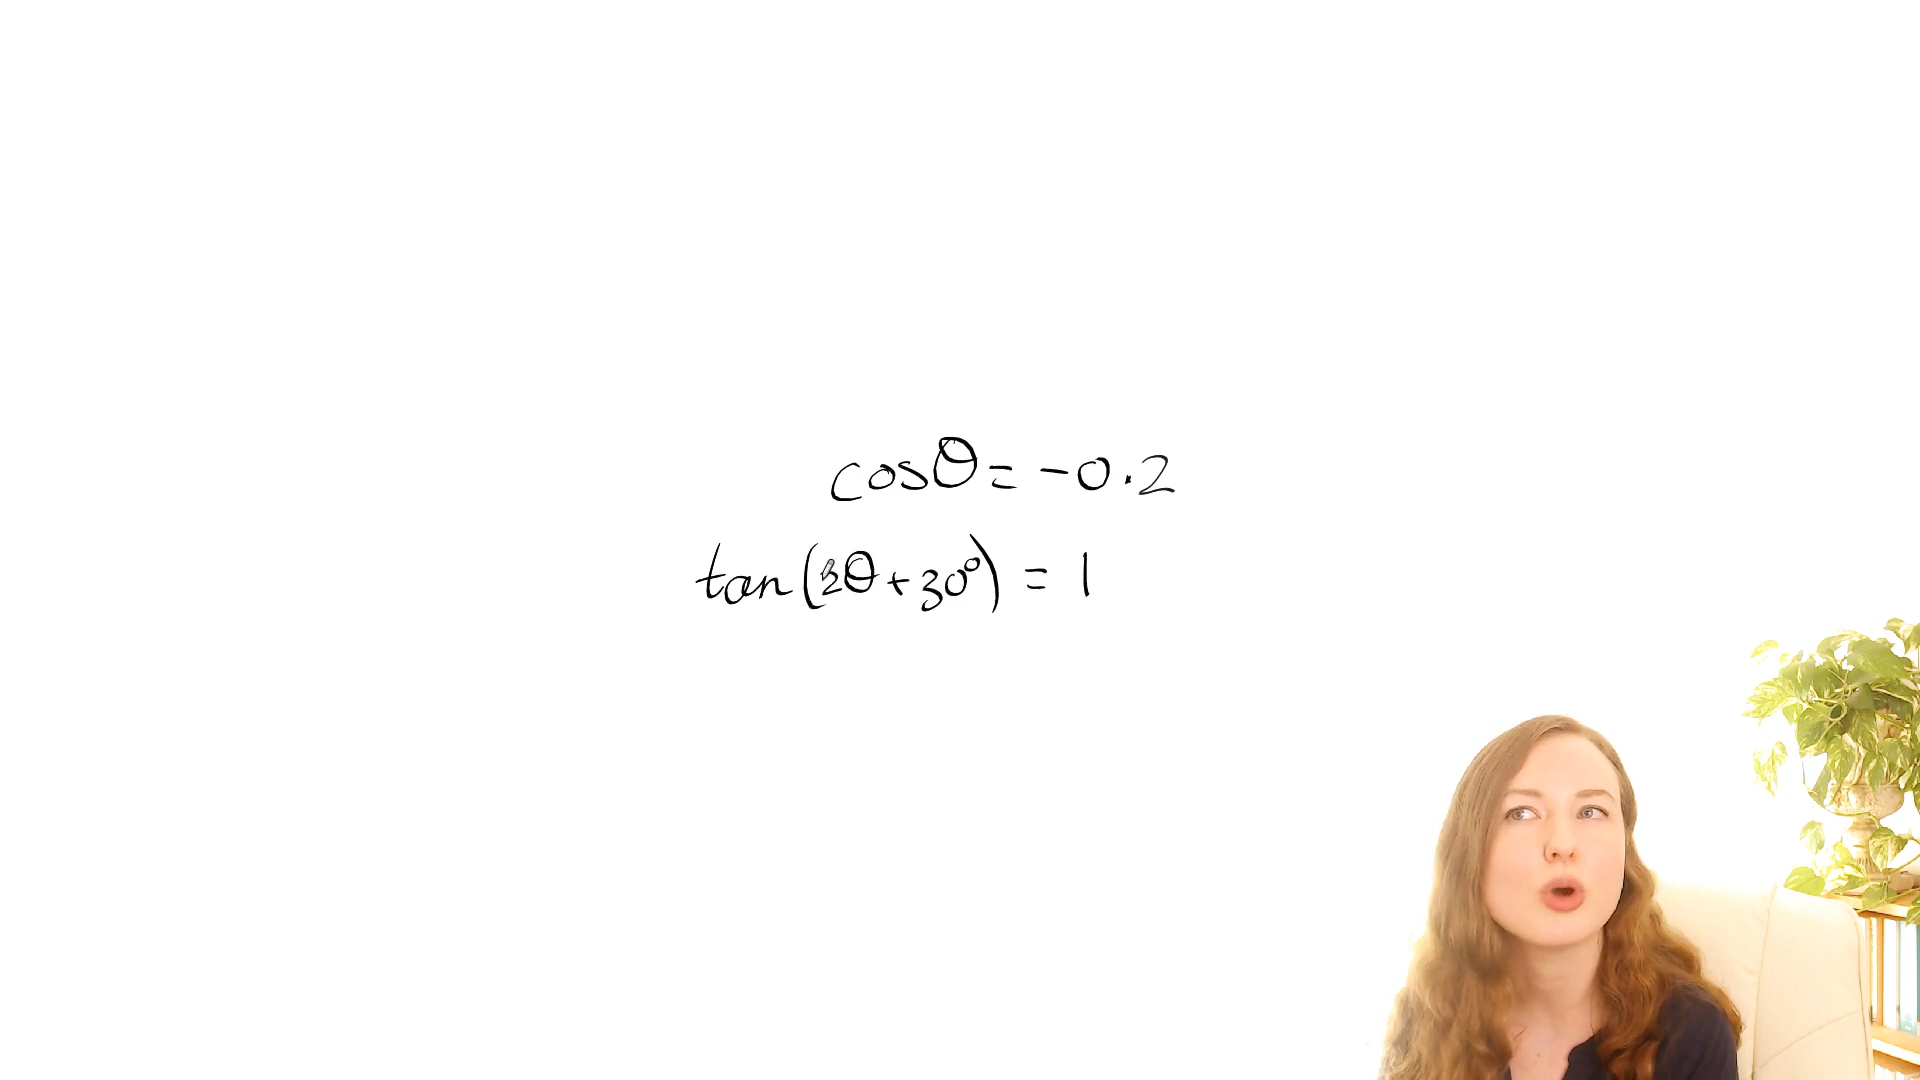 cosθ = -0.2
tan(2θ + 30°) = 1